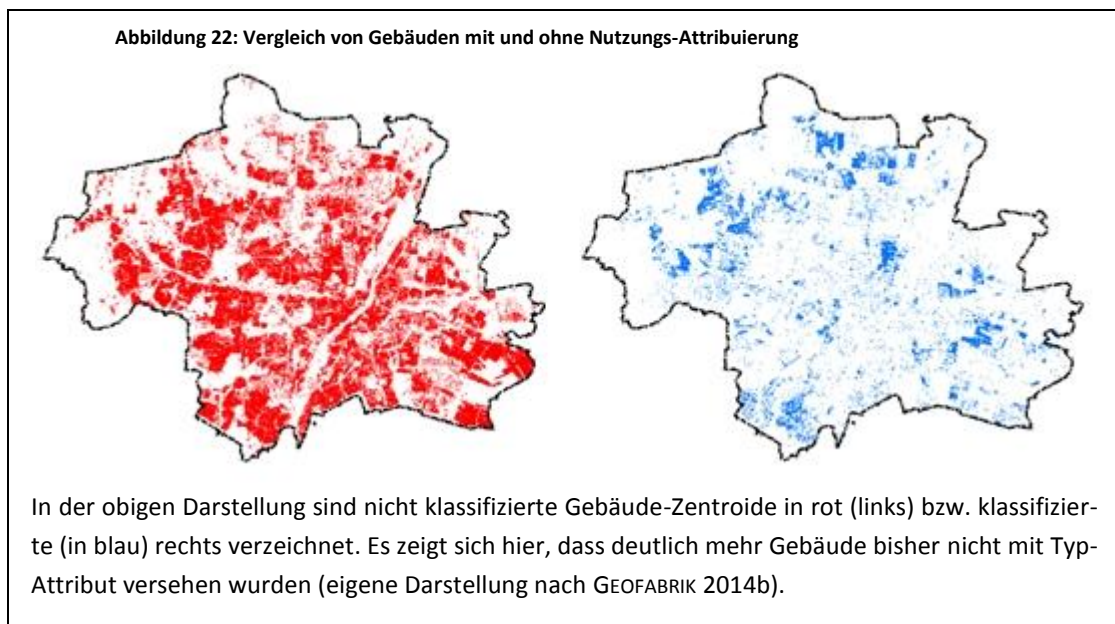 Abbildung 22: Vergleich von Gebäuden mit und ohne Nutzungs-Attribuierung
In der obigen Darstellung sind nicht klassifizierte Gebäude-Zentroide in rot (links) bzw. klassifizier-
te (in blau) rechts verzeichnet. Es zeigt sich hier, dass deutlich mehr Gebäude bisher nicht mit Typ-
Attribut versehen wurden (eigene Darstellung nach GEOFABRIK 2014b).